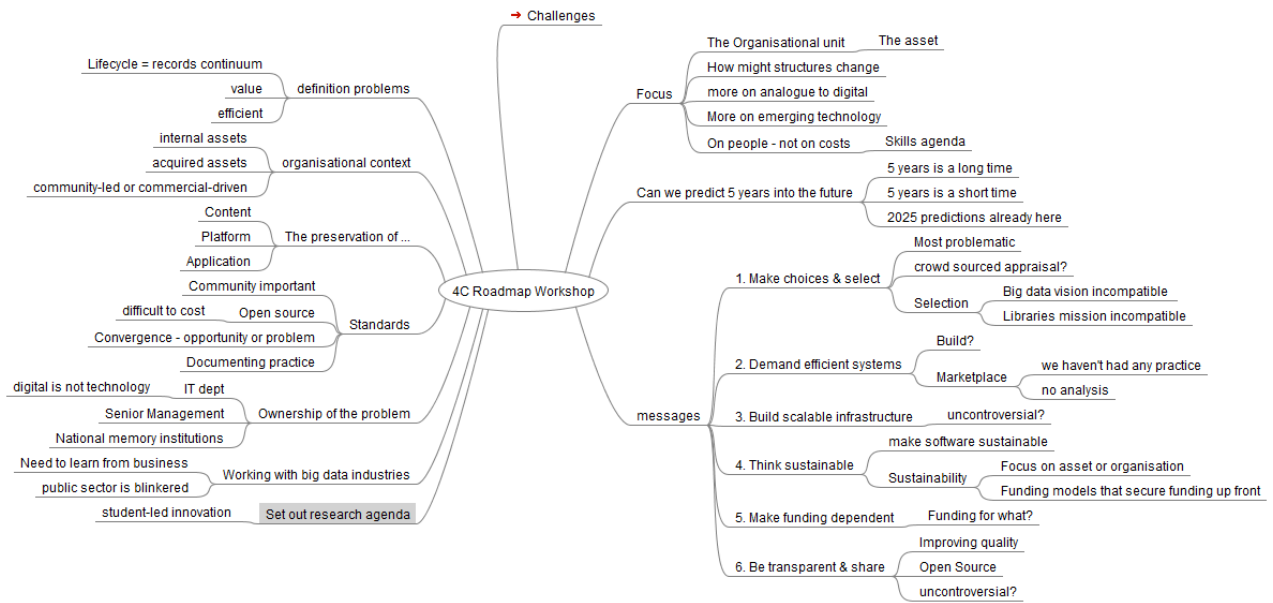 Challenges
Lifecycle = records continuum
value
efficient
definition problems
internal assets
acquired assets
community-led or commercial-driven
organisational context
Content
Platform
Application
The preservation of ...
Community important
difficult to cost
Open source
Convergence - opportunity or problem
Documenting practice
Standards
digital is not technology
IT dept
Senior Management
National memory institutions
Ownership of the problem
Need to learn from business
public sector is blinkered
Working with big data industries
student-led innovation
Set out research agenda
4C Roadmap Workshop
Focus
The Organisational unit
The asset
How might structures change
more on analogue to digital
More on emerging technology
On people - not on costs
Skills agenda
Can we predict 5 years into the future
5 years is a long time
5 years is a short time
2025 predictions already here
messages
1. Make choices & select
Most problematic
crowd sourced appraisal?
Selection
Big data vision incompatible
Libraries mission incompatible
2. Demand efficient systems
Build?
Marketplace
we haven't had any practice
no analysis
3. Build scalable infrastructure
uncontroversial?
4. Think sustainable
make software sustainable
Sustainability
Focus on asset or organisation
Funding models that secure funding up front
5. Make funding dependent
Funding for what?
6. Be transparent & share
Improving quality
Open Source
uncontroversial?